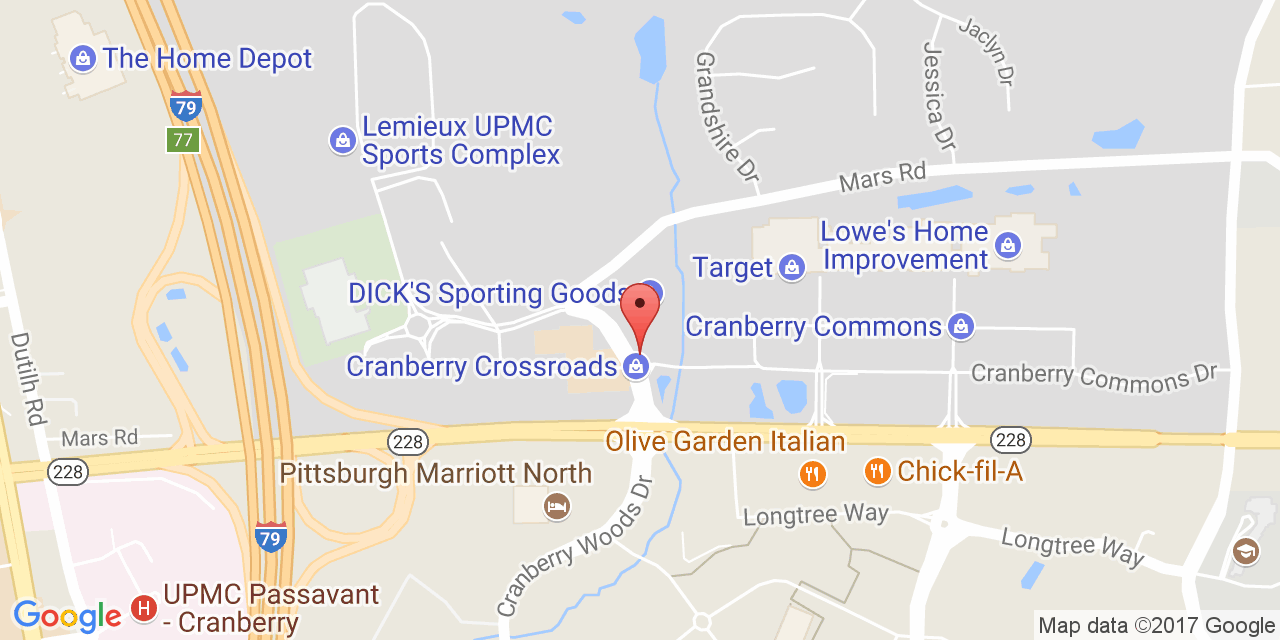 The Home Depot
79
77
Lemieux UPMC
Sports Complex
Grandshire Dr
Jessica Dr
Jaclyn Dr
Mars Rd
Lowe's Home
Improvement
Target
DICK'S Sporting Goods
Cranberry Commons
Cranberry Crossroads
Cranberry Commons Dr
Dutilh Rd
Mars Rd
228
228
228
Olive Garden Italian
Pittsburgh Marriott North
Chick-fil-A
Cranberry Woods Dr
Longtree Way
Longtree Way
79
H
UPMC Passavant
- Cranberry
Google
Map data ©2017 Google